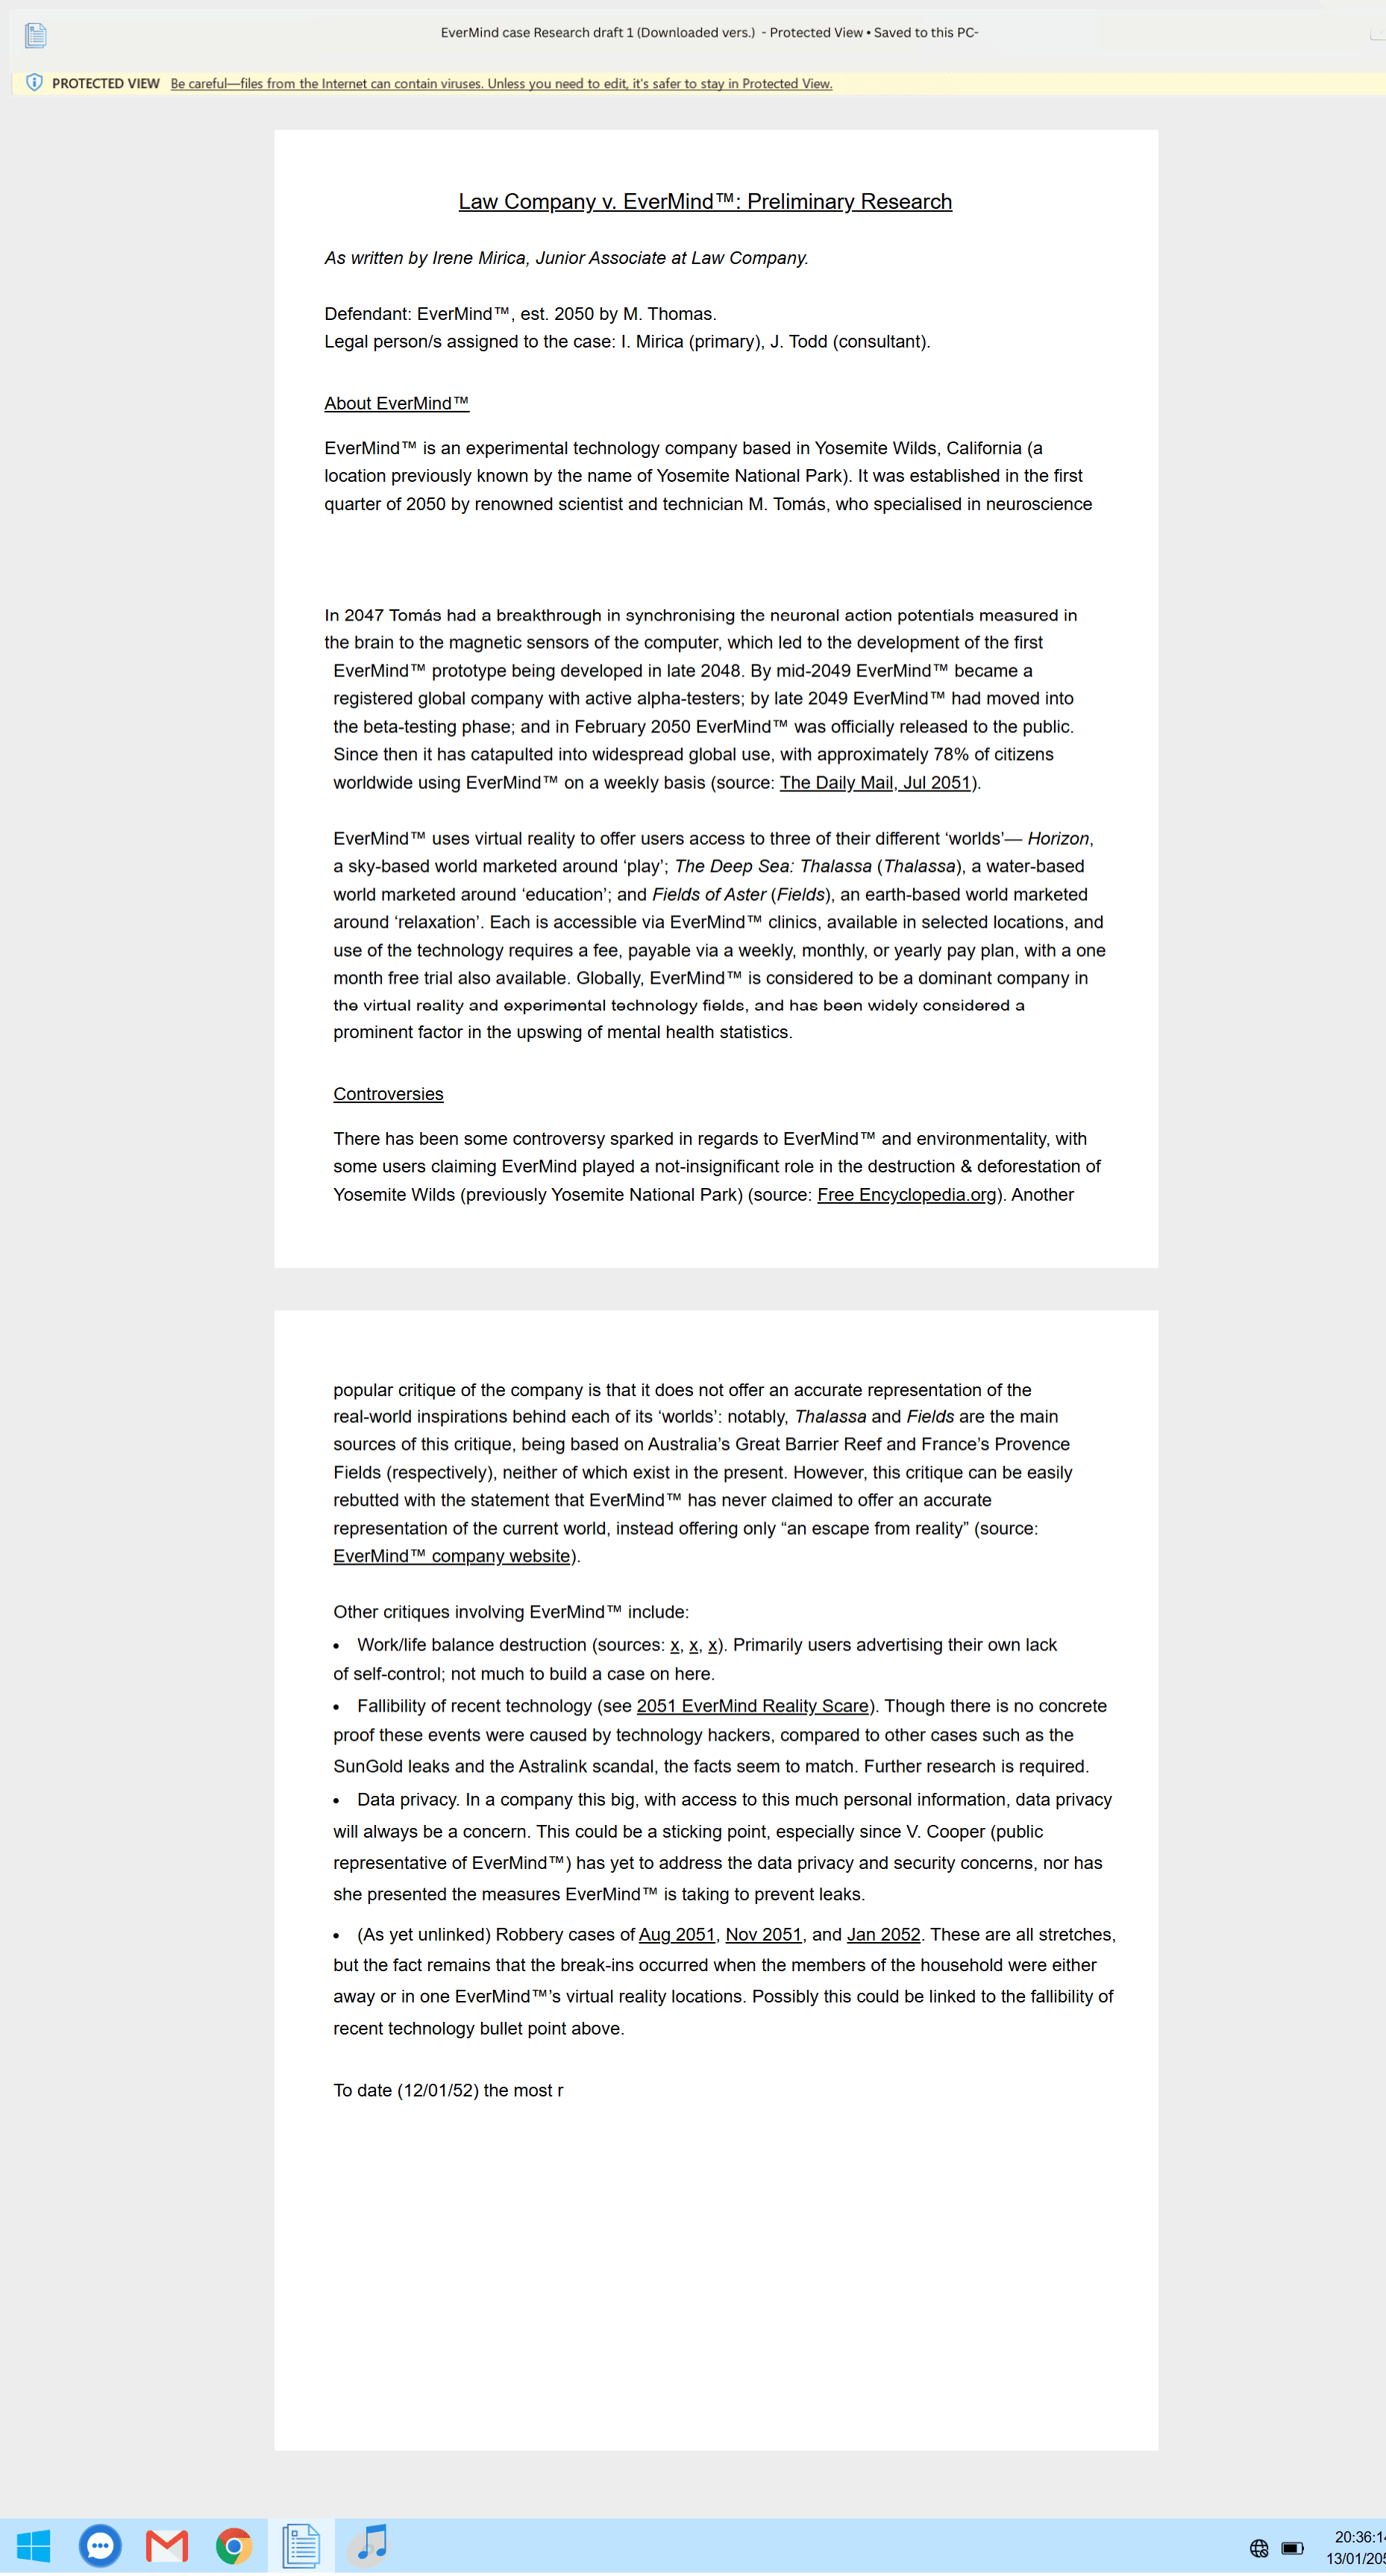 EverMind case Research draft 1 (Downloaded vers.) - Protected View • Saved to this PC-
PROTECTED VIEW Be careful—files from the Internet can contain viruses. Unless you need to edit, it's safer to stay in Protected View.
Law Company v. EverMind™: Preliminary Research
As written by Irene Mirica, Junior Associate at Law Company.
Defendant: EverMind™, est. 2050 by M. Thomas.
Legal person/s assigned to the case: I. Mirica (primary), J. Todd (consultant).
About EverMind™
EverMind™ is an experimental technology company based in Yosemite Wilds, California (a
location previously known by the name of Yosemite National Park). It was established in the first
quarter of 2050 by renowned scientist and technician M. Tomás, who specialised in neuroscience
In 2047 Tomás had a breakthrough in synchronising the neuronal action potentials measured in
the brain to the magnetic sensors of the computer, which led to the development of the first
EverMind™ prototype being developed in late 2048. By mid-2049 EverMind™ became a
registered global company with active alpha-testers; by late 2049 EverMind™ had moved into
the beta-testing phase; and in February 2050 EverMind™ was officially released to the public.
Since then it has catapulted into widespread global use, with approximately 78% of citizens
worldwide using EverMind™ on a weekly basis (source: The Daily Mail, Jul 2051).
EverMind™ uses virtual reality to offer users access to three of their different ‘worlds’— Horizon,
a sky-based world marketed around ‘play’; The Deep Sea: Thalassa (Thalassa), a water-based
world marketed around ‘education’; and Fields of Aster (Fields), an earth-based world marketed
around ‘relaxation’. Each is accessible via EverMind™ clinics, available in selected locations, and
use of the technology requires a fee, payable via a weekly, monthly, or yearly pay plan, with a one
month free trial also available. Globally, EverMind™ is considered to be a dominant company in
the virtual reality and experimental technology fields, and has been widely considered a
prominent factor in the upswing of mental health statistics.
Controversies
There has been some controversy sparked in regards to EverMind™ and environmentality, with
some users claiming EverMind played a not-insignificant role in the destruction & deforestation of
Yosemite Wilds (previously Yosemite National Park) (source: Free Encyclopedia.org). Another
popular critique of the company is that it does not offer an accurate representation of the
real-world inspirations behind each of its ‘worlds’: notably, Thalassa and Fields are the main
sources of this critique, being based on Australia’s Great Barrier Reef and France’s Provence
Fields (respectively), neither of which exist in the present. However, this critique can be easily
rebutted with the statement that EverMind™ has never claimed to offer an accurate
representation of the current world, instead offering only “an escape from reality” (source:
EverMind™ company website).
Other critiques involving EverMind™ include:
• Work/life balance destruction (sources: x, x, x). Primarily users advertising their own lack
of self-control; not much to build a case on here.
• Fallibility of recent technology (see 2051 EverMind Reality Scare). Though there is no concrete
proof these events were caused by technology hackers, compared to other cases such as the
SunGold leaks and the Astralink scandal, the facts seem to match. Further research is required.
• Data privacy. In a company this big, with access to this much personal information, data privacy
will always be a concern. This could be a sticking point, especially since V. Cooper (public
representative of EverMind™) has yet to address the data privacy and security concerns, nor has
she presented the measures EverMind™ is taking to prevent leaks.
• (As yet unlinked) Robbery cases of Aug 2051, Nov 2051, and Jan 2052. These are all stretches,
but the fact remains that the break-ins occurred when the members of the household were either
away or in one EverMind™’s virtual reality locations. Possibly this could be linked to the fallibility of
recent technology bullet point above.
To date (12/01/52) the most r
20:36:1
13/01/205